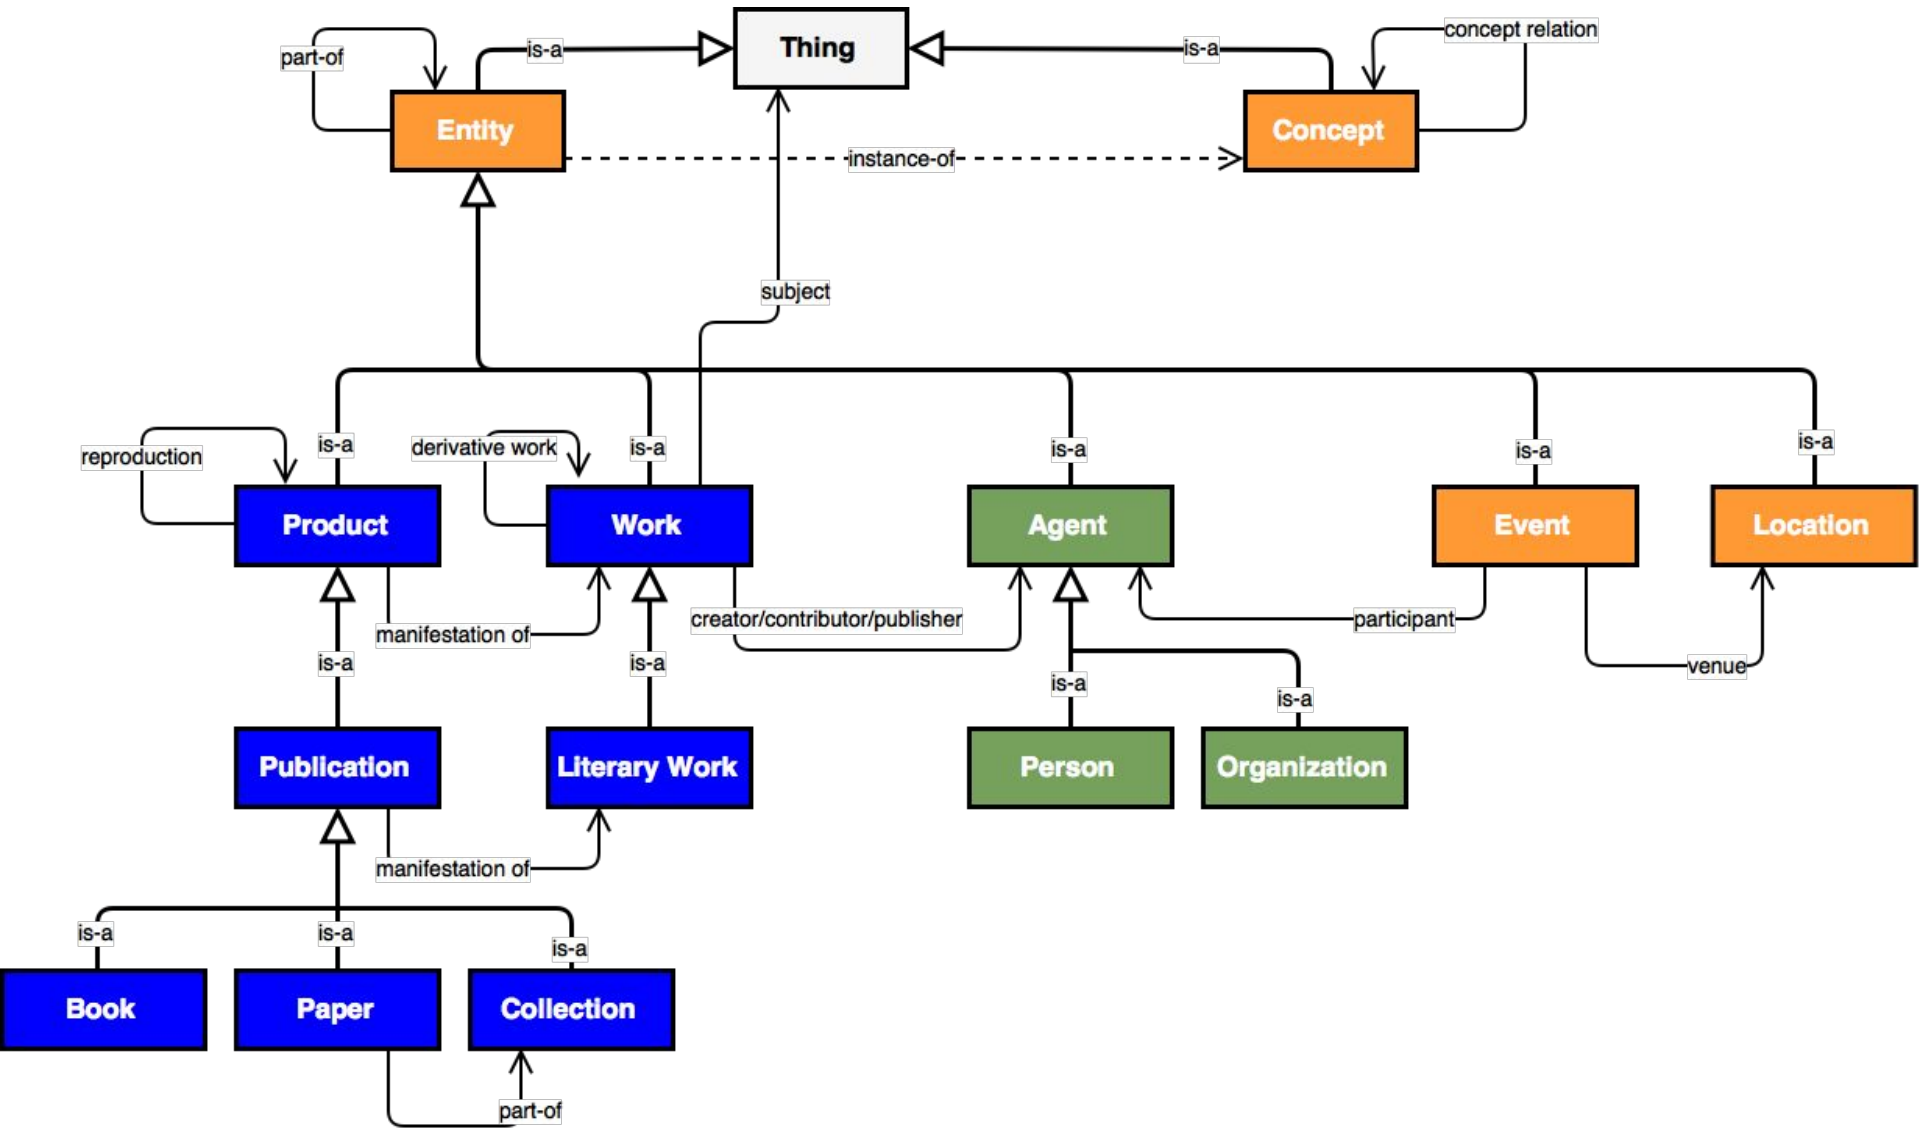 Thing
concept relation
part-of
is-a
is-a
Entity
Concept
instance-of
subject
is-a
is-a
is-a
is-a
is-a
reproduction
derivative work
Product
Work
Agent
Event
Location
manifestation of
creator/contributor/publisher
participant
is-a
is-a
venue
is-a
is-a
Publication
Literary Work
Person
Organization
manifestation of
is-a
is-a
is-a
Book
Paper
Collection
part-of